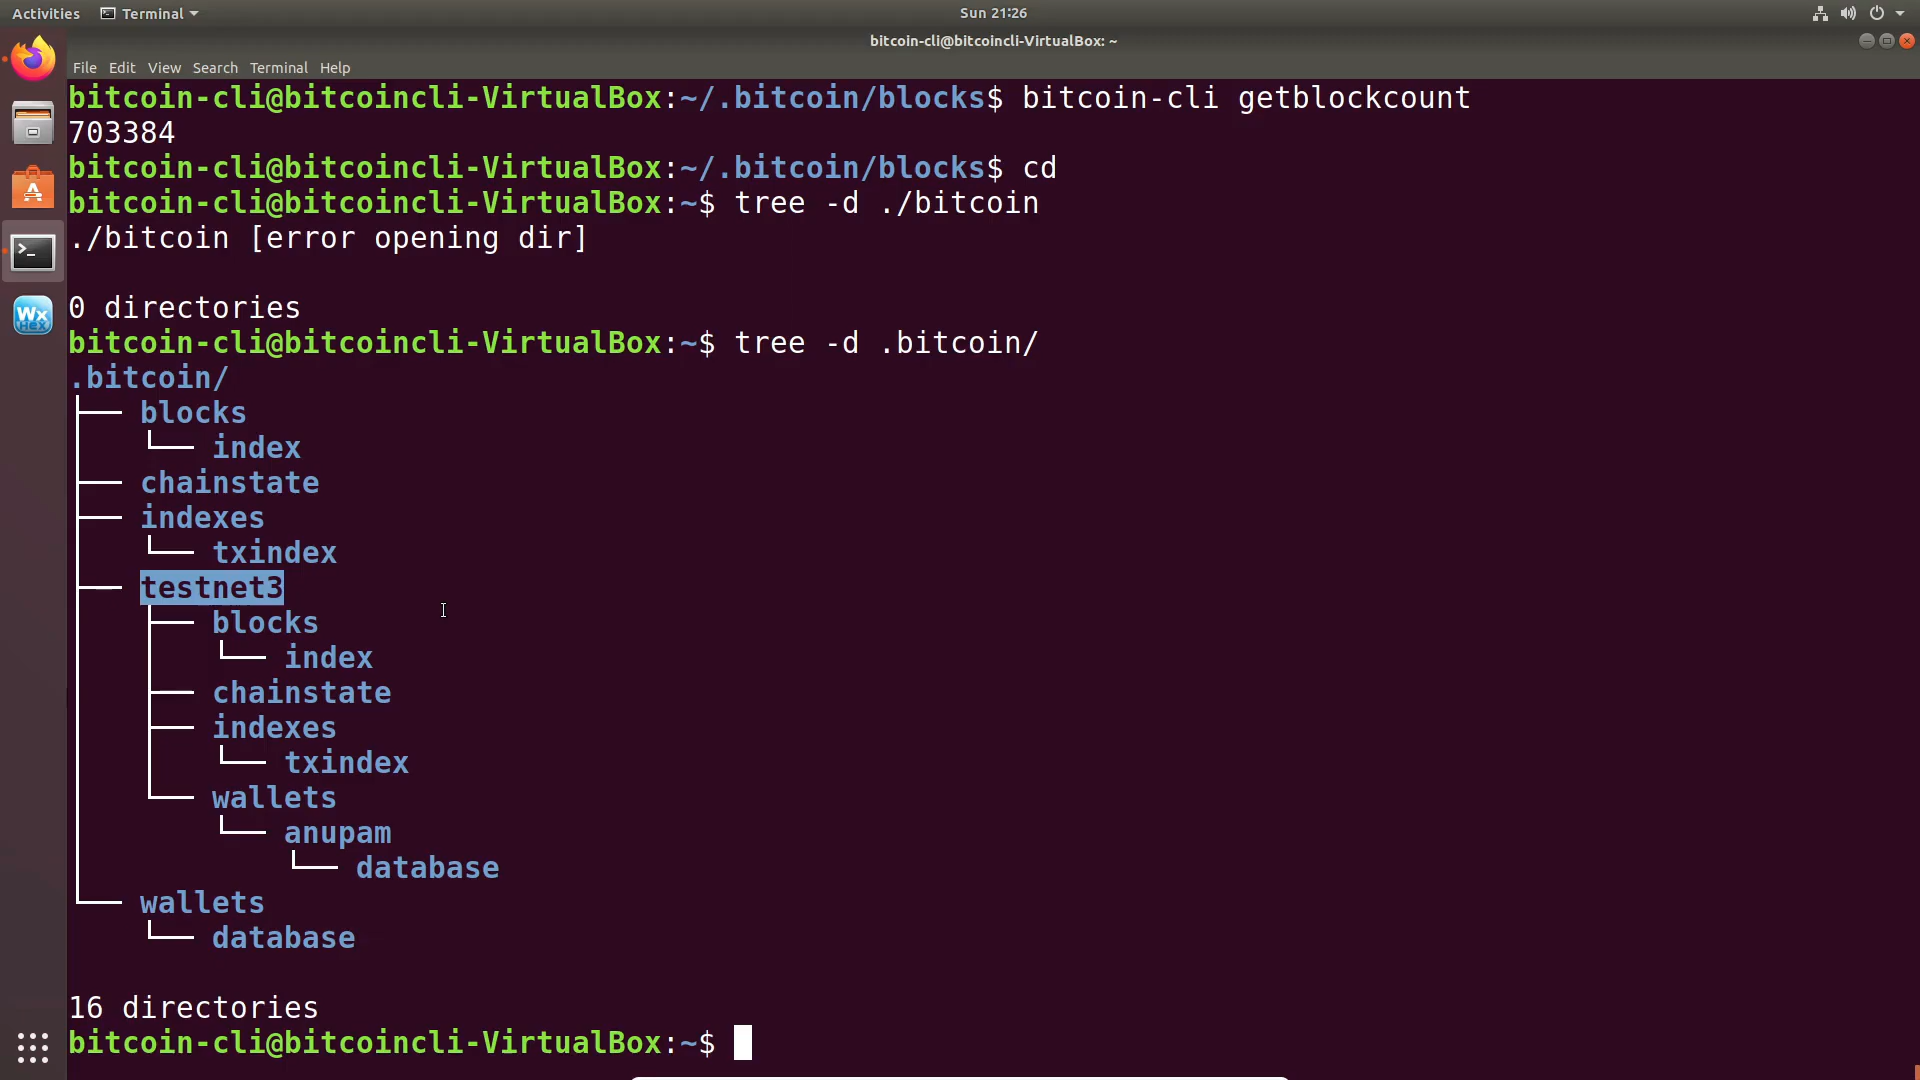 Activities Terminal Sun 21:26
bitcoin-cli@bitcoincli-VirtualBox: ~
File Edit View Search Terminal Help
bitcoin-cli@bitcoincli-VirtualBox:~/.bitcoin/blocks$ bitcoin-cli getblockcount
703384
bitcoin-cli@bitcoincli-VirtualBox:~/.bitcoin/blocks$ cd
bitcoin-cli@bitcoincli-VirtualBox:~$ tree -d ./bitcoin
./bitcoin [error opening dir]
0 directories
bitcoin-cli@bitcoincli-VirtualBox:~$ tree -d .bitcoin/
.bitcoin/
├── blocks
│   └── index
├── chainstate
├── indexes
│   └── txindex
├── testnet3
│   ├── blocks
│   │   └── index
│   ├── chainstate
│   ├── indexes
│   │   └── txindex
│   └── wallets
│       └── anupam
│           └── database
└── wallets
    └── database
16 directories
bitcoin-cli@bitcoincli-VirtualBox:~$
Wx
HEX